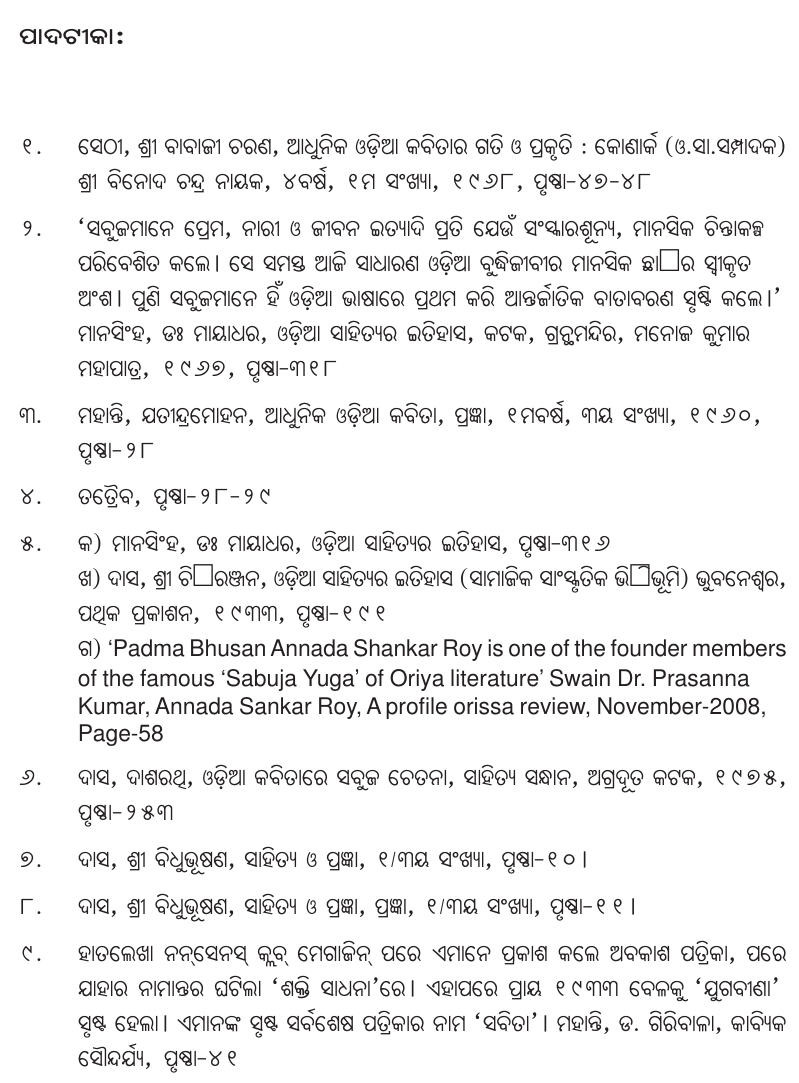 ପାଦଟୀକା:
୧. ସେଠୀ, ଶ୍ରୀ ବାବାଜୀ ଚରଣ, ଆଧୁନିକ ଓଡ଼ିଆ କବିତାର ଗତି ଓ ପ୍ରକୃତି : କୋଣାର୍କ (ଓ.ସା.ସମ୍ପାଦକ)
ଶ୍ରୀ ବିନୋଦ ଚନ୍ଦ୍ର ନାୟକ, ୪ବର୍ଷ, ୧ମ ସଂଖ୍ୟା, ୧୯୬୮, ପୃଷ୍ଠା-୪୭-୪୮
୨. ‘ସବୁଜମାନେ ପ୍ରେମ, ନାରୀ ଓ ଜୀବନ ଇତ୍ୟାଦି ପ୍ରତି ଯେଉଁ ସଂସ୍କାରଶୂନ୍ୟ, ମାନସିକ
ପରିବେଶିତ କଲେ। ସେ ସମସ୍ତ ଆଜି ସାଧାରଣ ଓଡ଼ିଆ ବୁଦ୍ଧିଜୀବୀର ମାନସିକ ଛା□ର ସ୍ୱୀକୃତ
ଅଂଶ। ପୁଣି ସବୁଜମାନେ ହିଁ ଓଡ଼ିଆ ଭାଷାରେ ପ୍ରଥମ କରି ଆନ୍ତର୍ଜାତିକ ବାତାବରଣ ସୃଷ୍ଟି କଲେ।’
ମାନସିଂହ, ଡଃ ମାୟାଧର, ଓଡ଼ିଆ ସାହିତ୍ୟର ଇତିହାସ, କଟକ, ଗ୍ରନ୍ଥମନ୍ଦିର, ମନୋଜ କୁମାର
ମହାପାତ୍ର, ୧୯୬୭, ପୃଷ୍ଠା-୩୧୮
୩. ମହାନ୍ତି, ଯତୀନ୍ଦ୍ରମୋହନ, ଆଧୁନିକ ଓଡ଼ିଆ କବିତା, ପ୍ରଜ୍ଞା, ୧ମବର୍ଷ, ୩ୟ ସଂଖ୍ୟା, ୧୯୬୦,
ପୃଷ୍ଠା-୨୮
୪. ତତ୍ରୈବ, ପୃଷ୍ଠା-୨୮-୨୯
୫. କ) ମାନସିଂହ, ଡଃ ମାୟାଧର, ଓଡ଼ିଆ ସାହିତ୍ୟର ଇତିହାସ, ପୃଷ୍ଠା-୩୧୬
ଖ) ଦାସ, ଶ୍ରୀ ଚି□ରଞ୍ଜନ, ଓଡ଼ିଆ ସାହିତ୍ୟର ଇତିହାସ (ସାମାଜିକ ସାଂସ୍କୃତିକ ଭି□ିଭୂମି) ଭୁବନେଶ୍ୱର,
ପଥିକ ପ୍ରକାଶନ, ୧୯୩୩, ପୃଷ୍ଠା-୧୯୧
ଗ) ‘Padma Bhusan Annada Shankar Roy is one of the founder members
of the famous ‘Sabuja Yuga’ of Oriya literature’ Swain Dr. Prasanna
Kumar, Annada Sankar Roy, A profile orissa review, November-2008,
Page-58
୬. ଦାସ, ଦାଶରଥି, ଓଡ଼ିଆ କବିତାରେ ସବୁଜ ଚେତନା, ସାହିତ୍ୟ ସନ୍ଧାନ, ଅଗ୍ରଦୂତ କଟକ, ୧୯୭୫,
ପୃଷ୍ଠା-୨୫୩
୭. ଦାସ, ଶ୍ରୀ ବିଧୁଭୂଷଣ, ସାହିତ୍ୟ ଓ ପ୍ରଜ୍ଞା, ୧/୩ୟ ସଂଖ୍ୟା, ପୃଷ୍ଠା-୧୦।
୮. ଦାସ, ଶ୍ରୀ ବିଧୁଭୂଷଣ, ସାହିତ୍ୟ ଓ ପ୍ରଜ୍ଞା, ପ୍ରଜ୍ଞା, ୧/୩ୟ ସଂଖ୍ୟା, ପୃଷ୍ଠା-୧୧।
୯. ହାତଲେଖା ନନ୍‌ସେନସ୍ କ୍ଲବ୍ ମେଗାଜିନ୍ ପରେ ଏମାନେ ପ୍ରକାଶ କଲେ ଅବକାଶ ପତ୍ରିକା, ପରେ
ଯାହାର ନାମାନ୍ତର ଘଟିଲା ‘ଶକ୍ତି ସାଧନା’ରେ। ଏହାପରେ ପ୍ରାୟ ୧୯୩୩ ବେଳକୁ ‘ଯୁଗବୀଣା’
ସୃଷ୍ଟ ହେଲା। ଏମାନଙ୍କ ସୃଷ୍ଟ ସର୍ବଶେଷ ପତ୍ରିକାର ନାମ ‘ସବିତା’। ମହାନ୍ତି, ଡ. ଗିରିବାଳା, କାବ୍ୟିକ
ସୌନ୍ଦର୍ଯ୍ୟ, ପୃଷ୍ଠା-୪୧